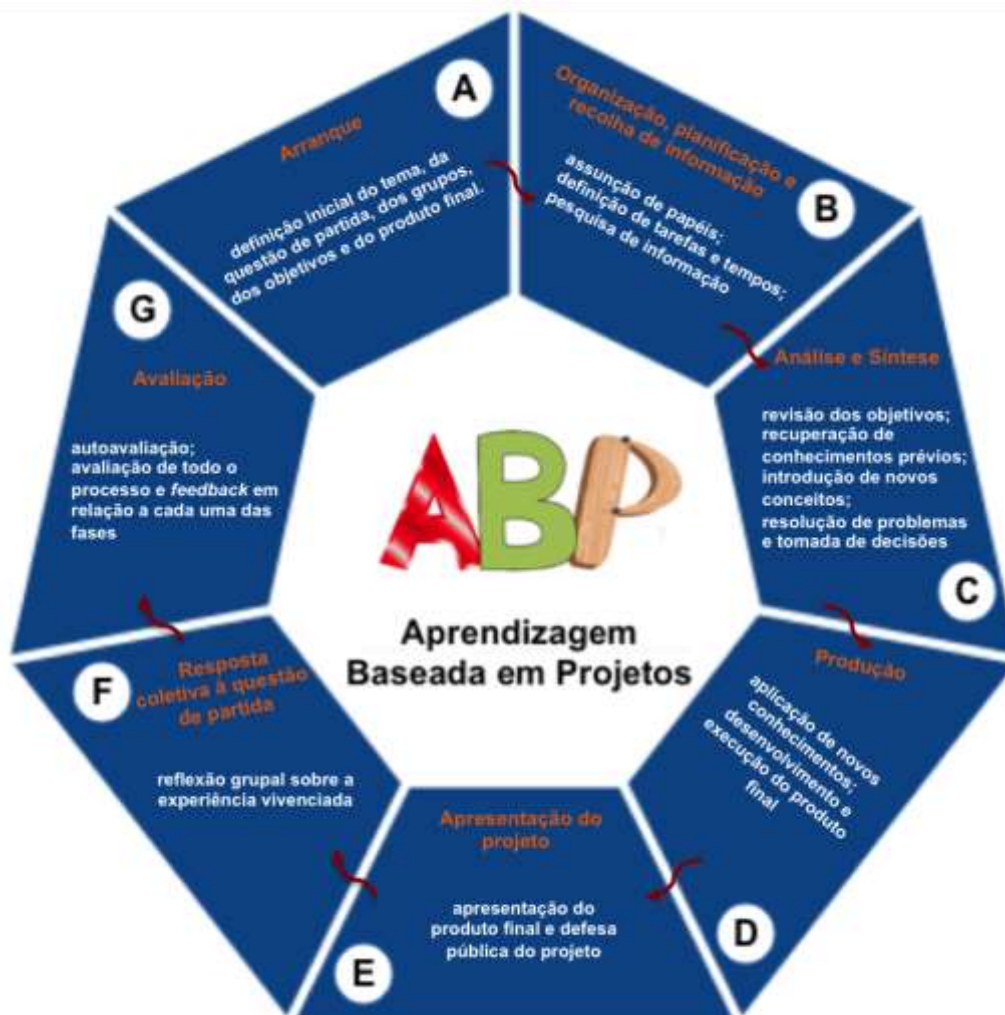 A
Arranque
definição inicial do tema, da
questão de partida, dos grupos,
dos objetivos e do produto final.
Organização, planificação e
recolha de informação
B
assunção de papéis;
definição de tarefas e tempos;
pesquisa de informação
Análise e Síntese
revisão dos objetivos;
recuperação de
conhecimentos prévios;
introdução de novos
conceitos;
resolução de problemas
e tomada de decisões
C
Produção
aplicação de novos
conhecimentos;
desenvolvimento e
execução do produto
final
D
Apresentação do
projeto
apresentação do
produto final e defesa
pública do projeto
E
F
Resposta
coletiva à questão
de partida
reflexão grupal sobre a
experiência vivenciada
G
Avaliação
autoavaliação;
avaliação de todo o
processo e feedback em
relação a cada uma das
fases
ABP
Aprendizagem
Baseada em Projetos